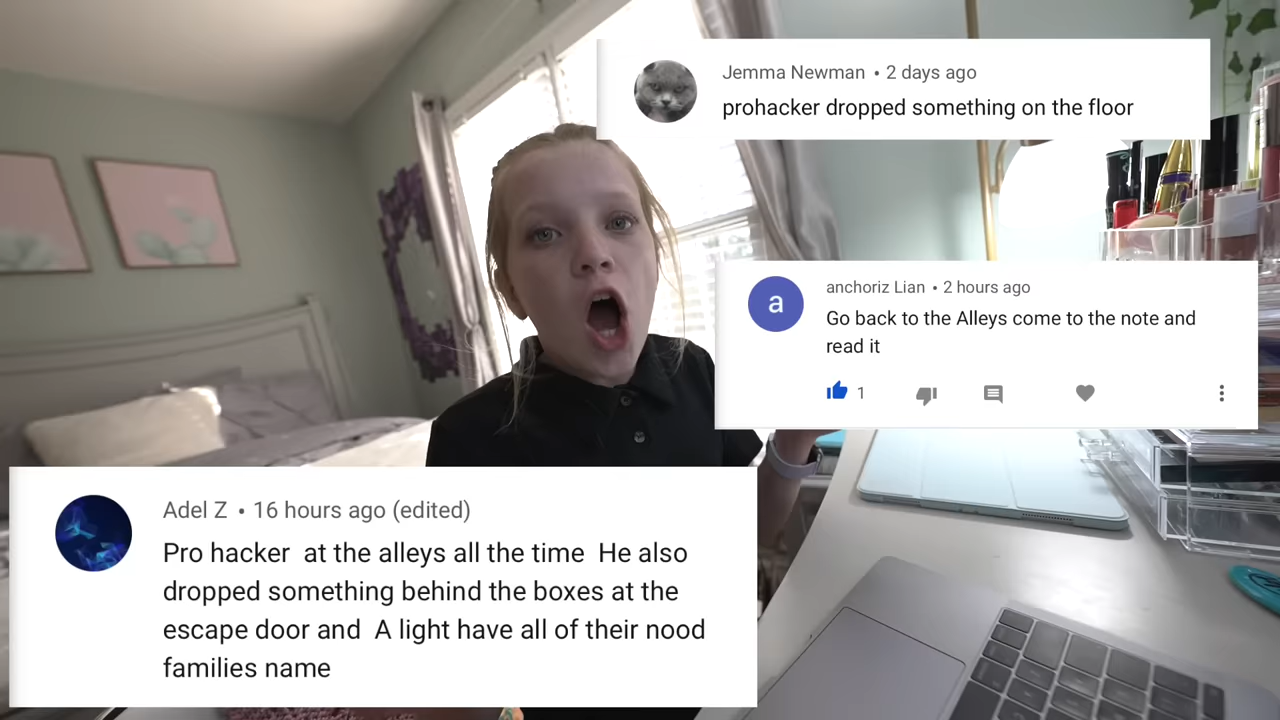 Jemma Newman • 2 days ago
prohacker dropped something on the floor
a
anchoriz Lian • 2 hours ago
Go back to the Alleys come to the note and
read it
1
Adel Z • 16 hours ago (edited)
Pro hacker at the alleys all the time He also
dropped something behind the boxes at the
escape door and A light have all of their nood
families name